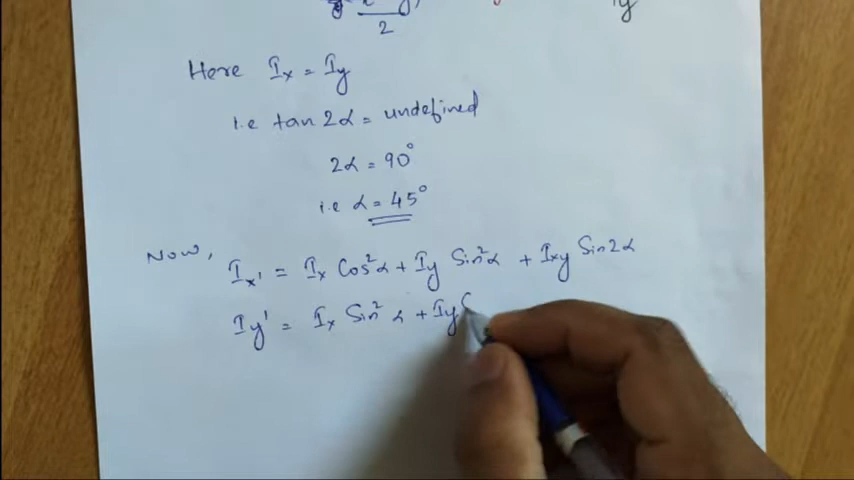 2
y
Here Ix = Iy
i.e tan 2α = undefined
2α = 90°
i.e α = 45°
Now, Ix' = Ix Cos²α + Iy Sin²α + Ixy Sin2α
Iy' = Ix Sin²α + Iy